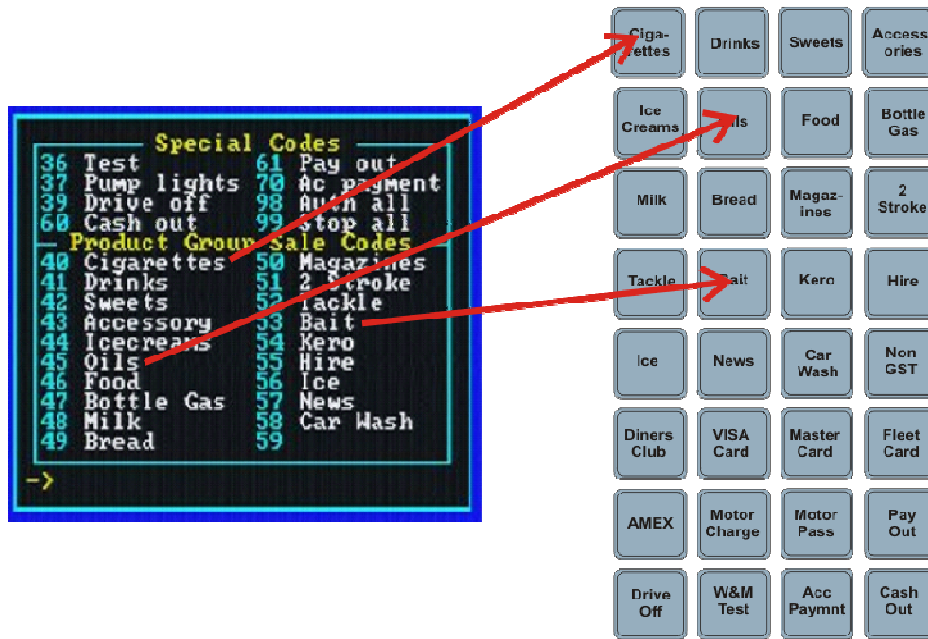 Special Codes
36 Test 61 Pay out
37 Pump lights 70 Ac payment
39 Drive off 98 Auth all
60 Cash out 99 Stop all
Product Group Sale Codes
40 Cigarettes 50 Magazines
41 Drinks 51 2 Stroke
42 Sweets 52 Tackle
43 Accessory 53 Bait
44 Icecreams 54 Kero
45 Oils 55 Hire
46 Food 56 Ice
47 Bottle Gas 57 News
48 Milk 58 Car Wash
49 Bread 59
->
Ciga-
rettes
Drinks
Sweets
Access
ories
Ice
Creams
Oils
Food
Bottle
Gas
Milk
Bread
Magaz-
ines
2
Stroke
Tackle
Bait
Kero
Hire
Ice
News
Car
Wash
Non
GST
Diners
Club
VISA
Card
Master
Card
Fleet
Card
AMEX
Motor
Charge
Motor
Pass
Pay
Out
Drive
Off
W&M
Test
Acc
Paymnt
Cash
Out